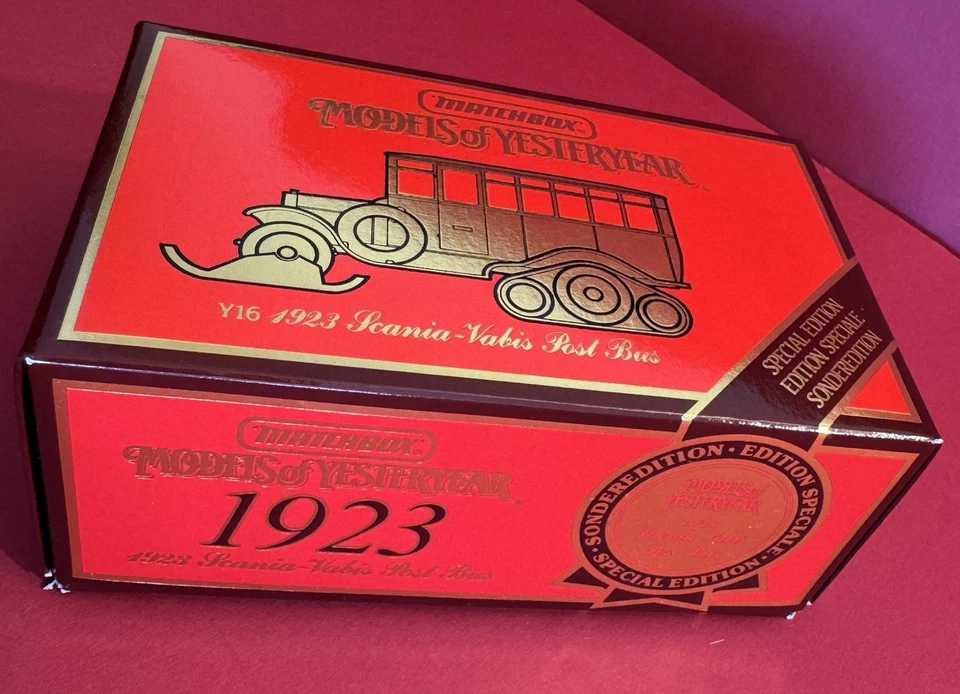 MATCHBOX
MODELS of YESTERYEAR
Y16 1923 Scania-Vabis Post Bus
SPECIAL EDITION
EDITION SPECIALE
SONDEREDITION
MATCHBOX
MODELS of YESTERYEAR
1923
1923 Scania-Vabis Post Bus
· SONDEREDITION · EDITION SPECIALE · SPECIAL EDITION
MODELS of
YESTERYEAR